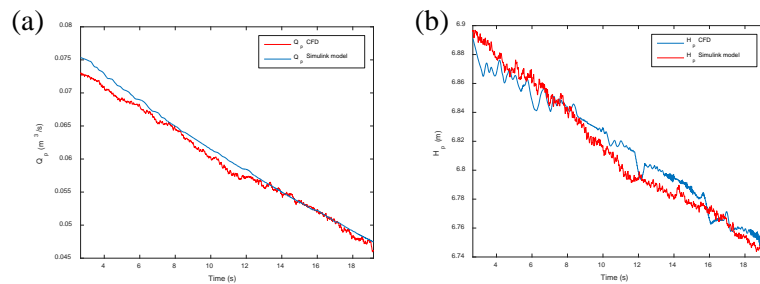 (a)
0.08
0.075
0.07
0.065
0.06
0.055
0.05
0.045
Q p (m 3 /s)
4 6 8 10 12 14 16 18
Time (s)
Q p CFD
Q p Simulink model
(b)
6.9
6.88
6.86
6.84
6.82
6.8
6.78
6.76
6.74
H p (m)
4 6 8 10 12 14 16 18
Time (s)
H p CFD
H p Simulink model